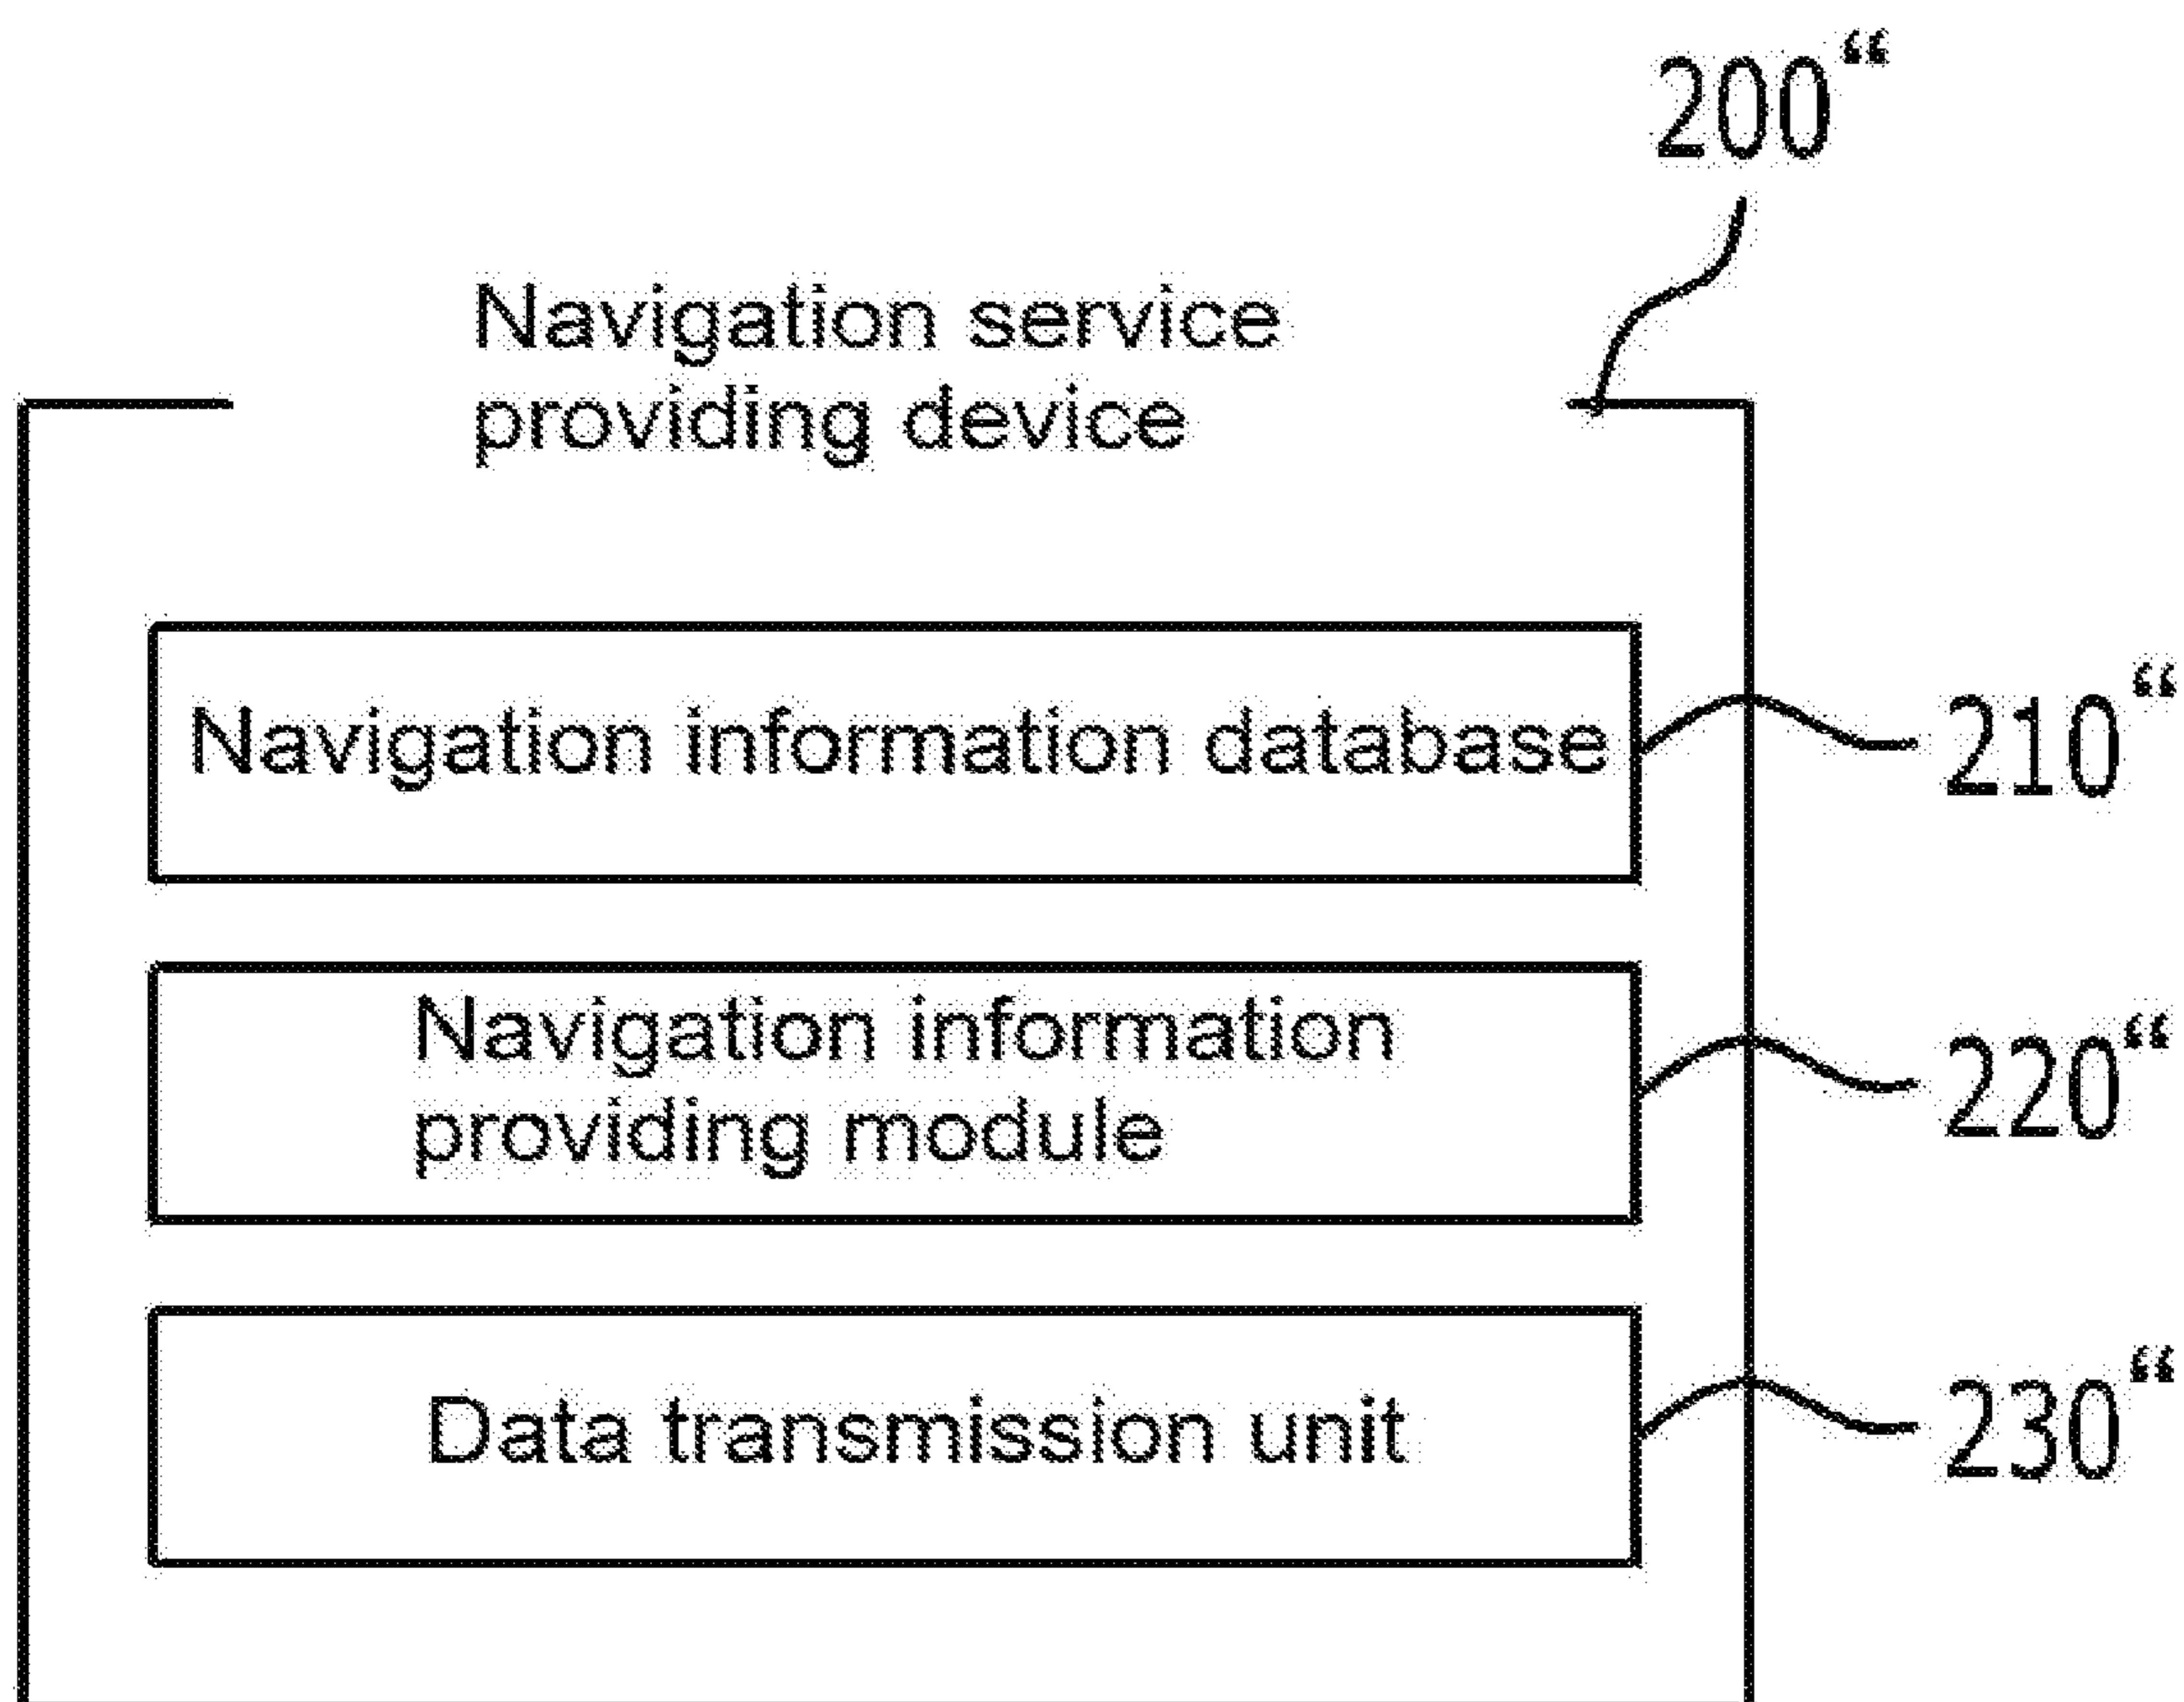 200“
Navigation service
providing device
Navigation information database
210“
Navigation information
providing module
220“
Data transmission unit
230“